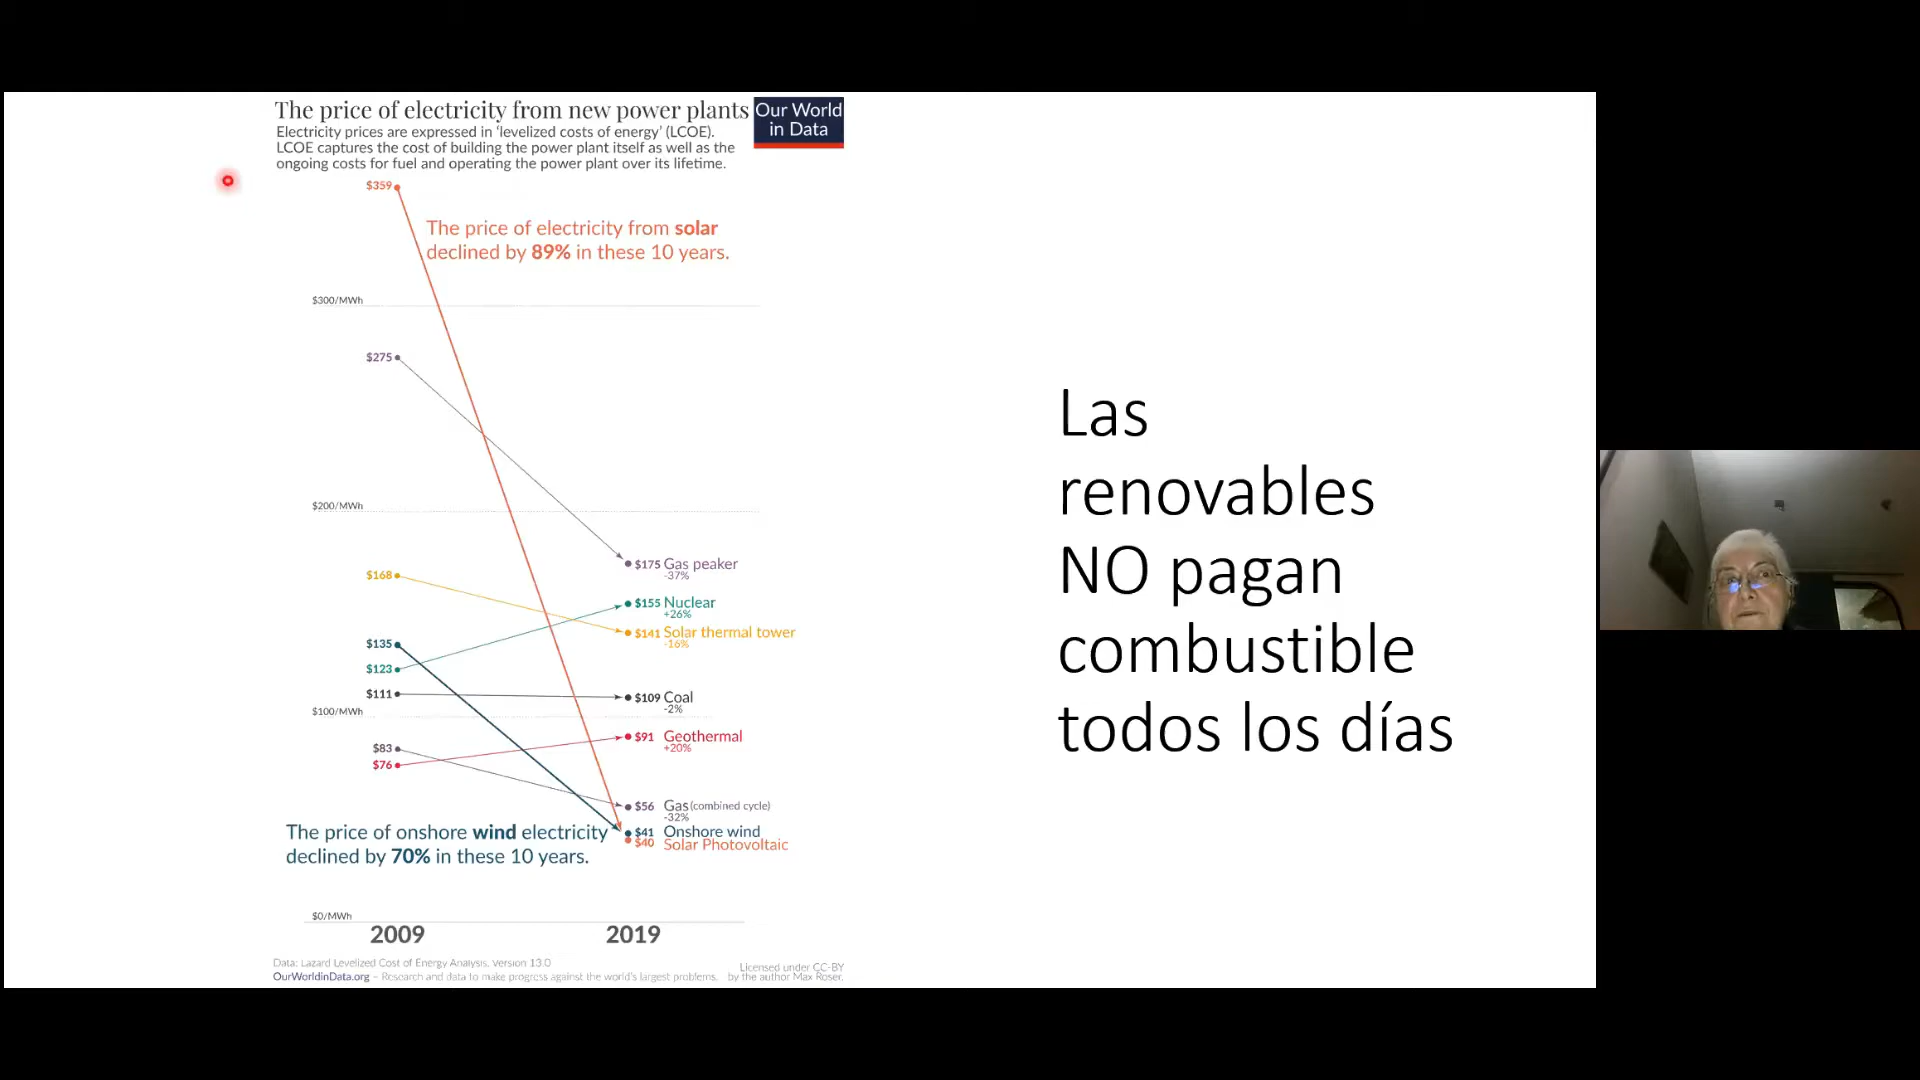 The price of electricity from new power plants
Our World
in Data
Electricity prices are expressed in 'levelized costs of energy' (LCOE).
LCOE captures the cost of building the power plant itself as well as the
ongoing costs for fuel and operating the power plant over its lifetime.
$359
The price of electricity from solar
declined by 89% in these 10 years.
$300/MWh
$275
$200/MWh
$175 Gas peaker
-37%
$168
$155 Nuclear
+26%
$141 Solar thermal tower
-16%
$135
$123
$111
$109 Coal
-2%
$100/MWh
$91 Geothermal
+20%
$83
$76
$56 Gas (combined cycle)
-32%
$41 Onshore wind
$40 Solar Photovoltaic
The price of onshore wind electricity
declined by 70% in these 10 years.
$0/MWh
2009
2019
Data: Lazard Levelized Cost of Energy Analysis, Version 13.0
OurWorldinData.org – Research and data to make progress against the world's largest problems.
Licensed under CC-BY
by the author Max Roser.
Las
renovables
NO pagan
combustible
todos los días